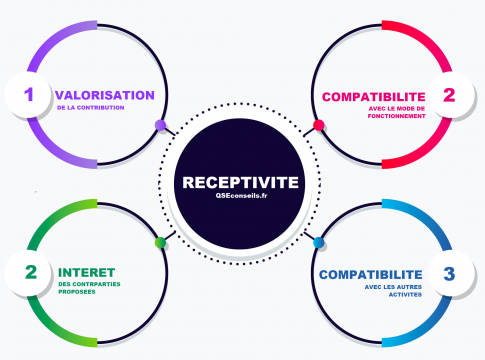 1
VALORISATION
DE LA CONTRIBUTION
COMPATIBILITE
AVEC LE MODE DE
FONCTIONNEMENT
2
RECEPTIVITE
QSEconseils.fr
2
INTERET
DES CONTRPARTIES
PROPOSEES
COMPATIBILITE
AVEC LES AUTRES
ACTIVITES
3